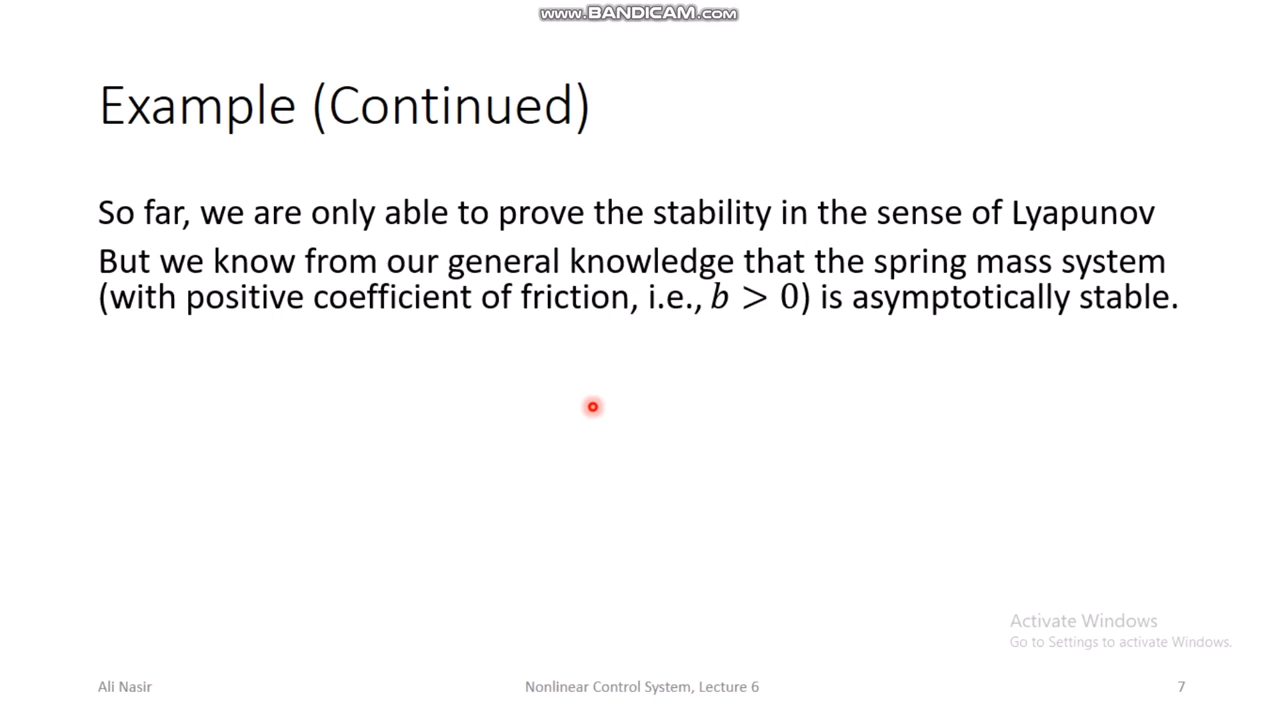 www.BANDICAM.com
Example (Continued)
So far, we are only able to prove the stability in the sense of Lyapunov
But we know from our general knowledge that the spring mass system
(with positive coefficient of friction, i.e., b > 0) is asymptotically stable.
Activate Windows
Go to Settings to activate Windows.
Ali Nasir
Nonlinear Control System, Lecture 6
7